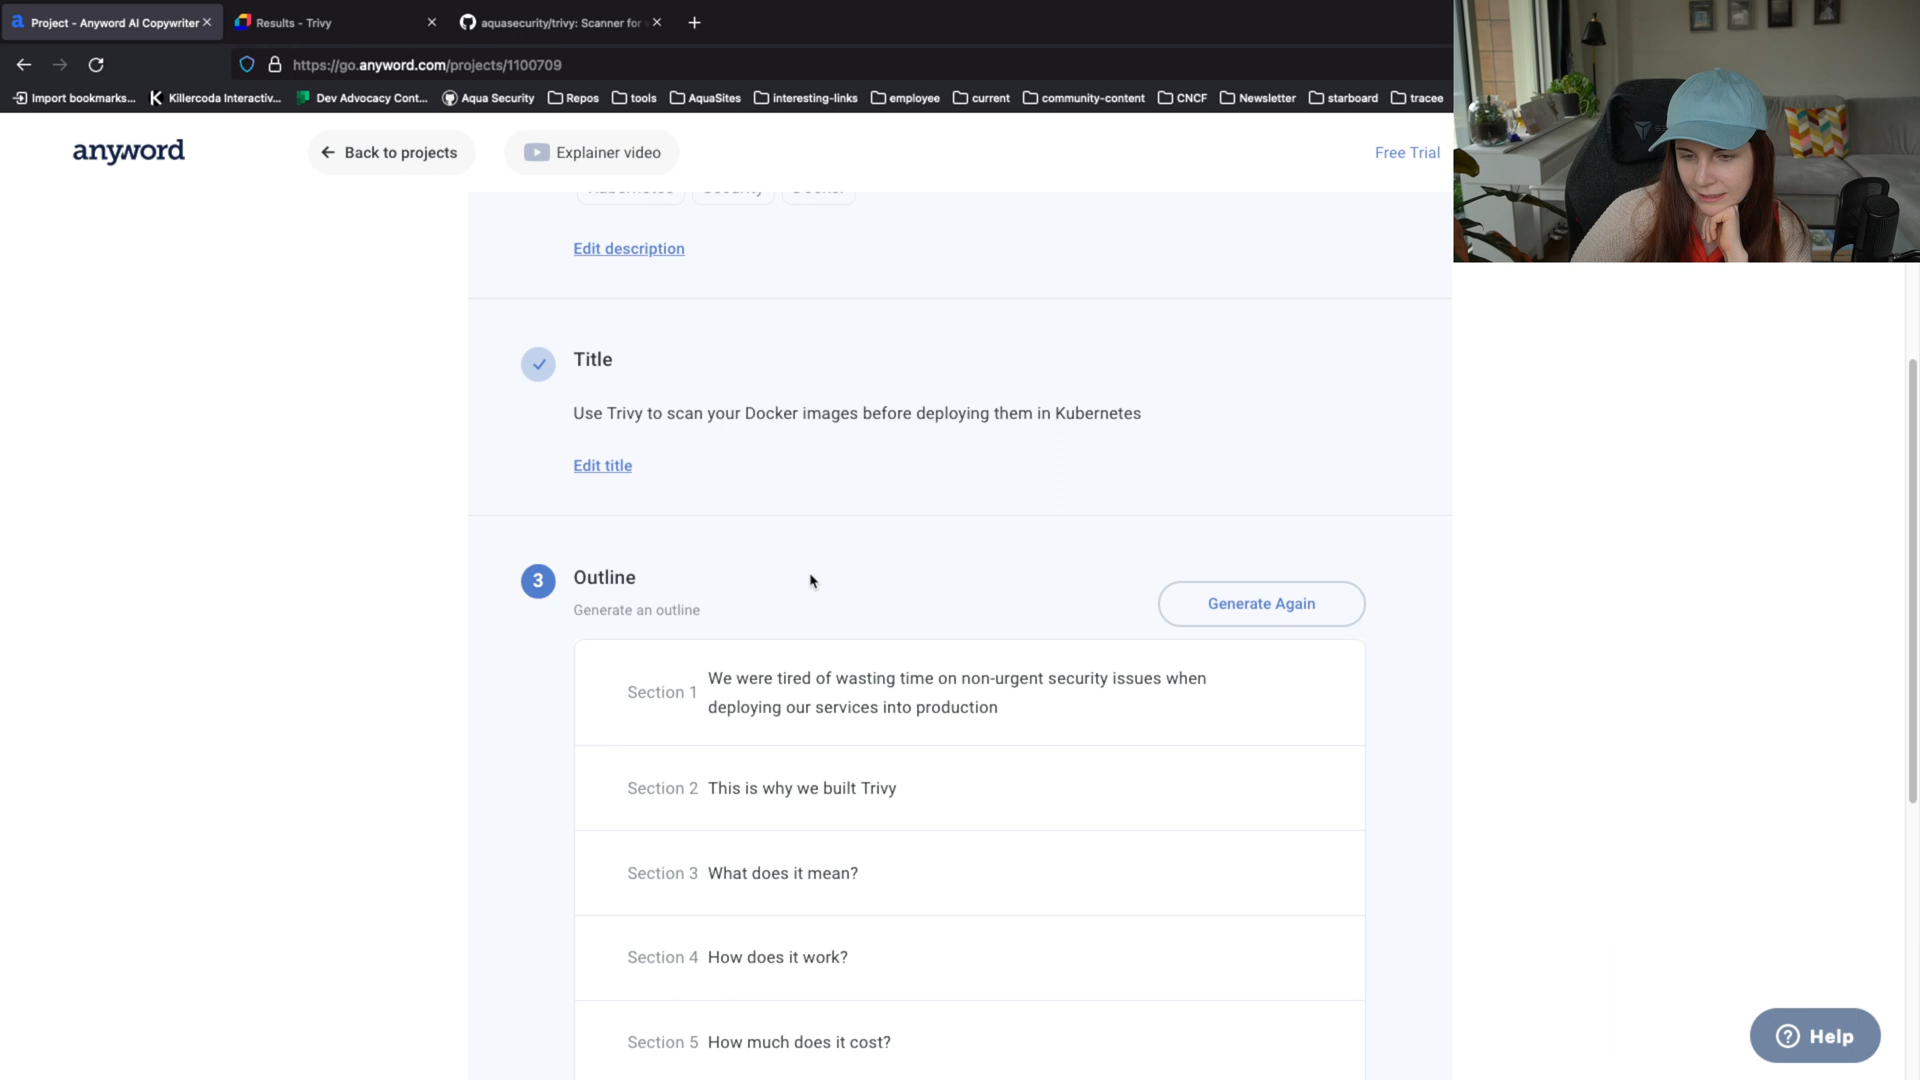 Project - Anyword AI Copywriter
Results - Trivy
aquasecurity/trivy: Scanner for
https://go.anyword.com/projects/1100709
Import bookmarks...
Killercoda Interactiv...
Dev Advocacy Cont...
Aqua Security
Repos
tools
AquaSites
interesting-links
employee
current
community-content
CNCF
Newsletter
starboard
tracee
anyword
Back to projects
Explainer video
Free Trial
Kubernetes
Security
Docker
Edit description
Title
Use Trivy to scan your Docker images before deploying them in Kubernetes
Edit title
3
Outline
Generate an outline
Generate Again
Section 1
We were tired of wasting time on non-urgent security issues when
deploying our services into production
Section 2 This is why we built Trivy
Section 3 What does it mean?
Section 4 How does it work?
Section 5 How much does it cost?
Help